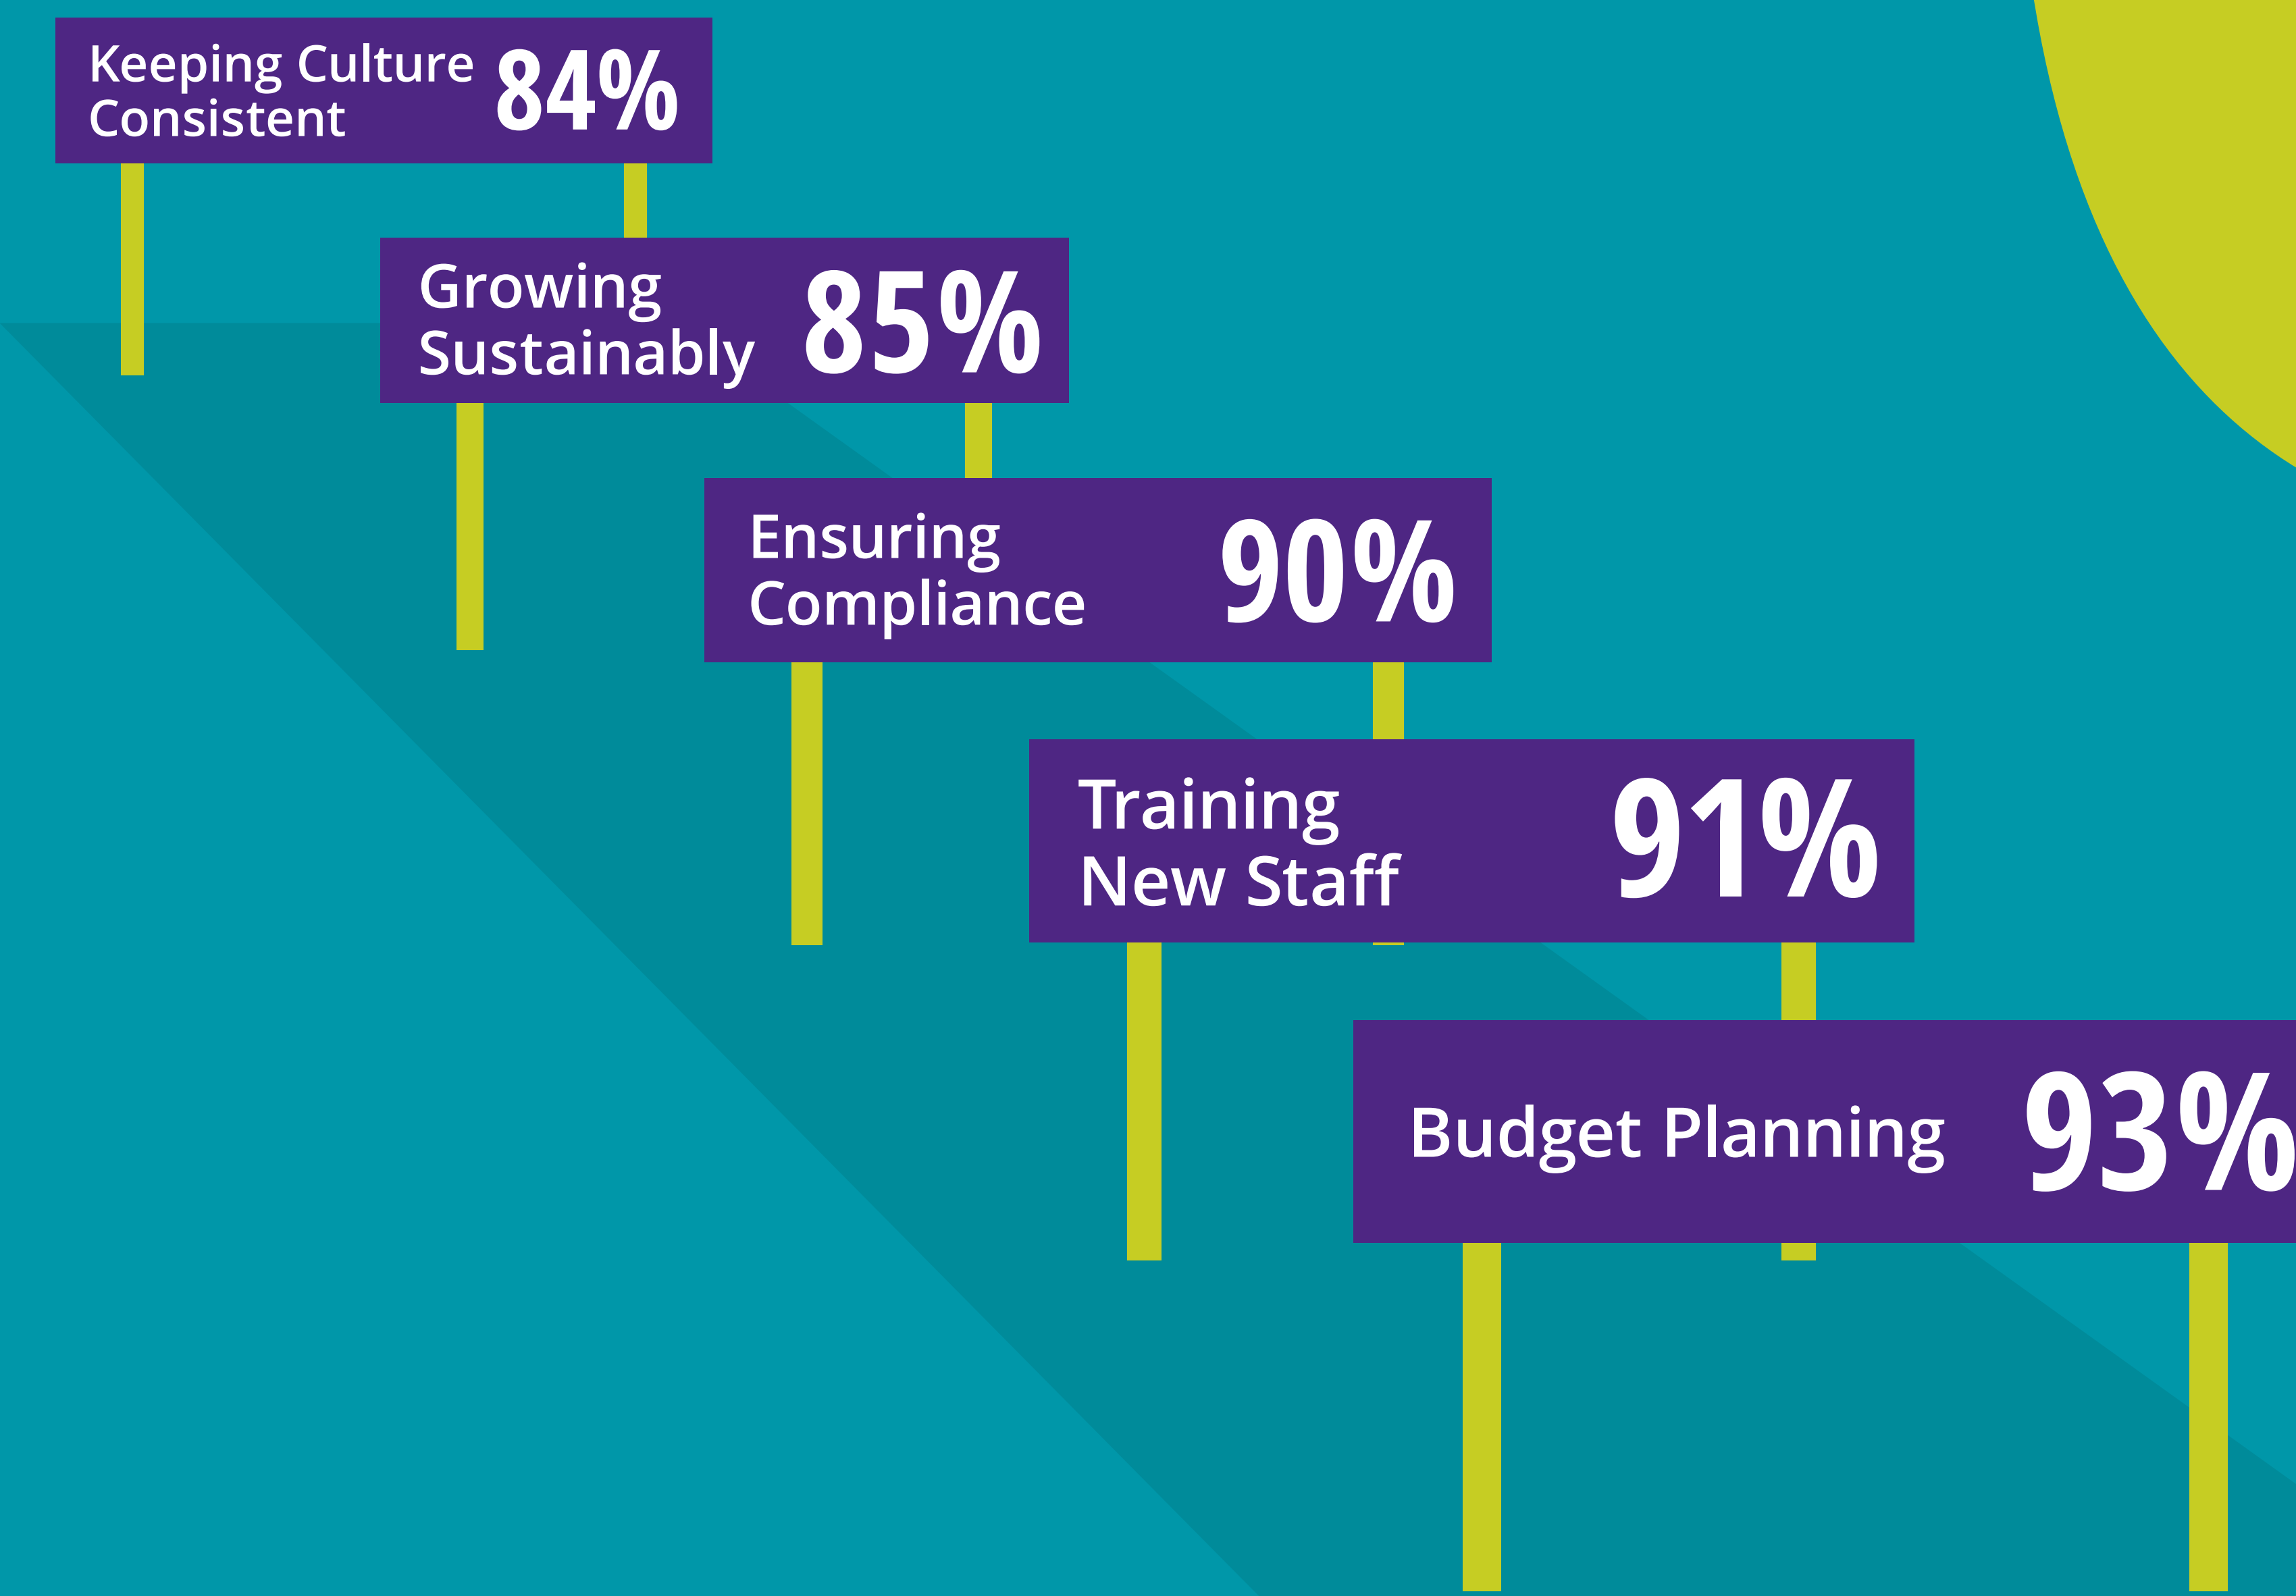 Keeping Culture
Consistent
84%
Growing
Sustainably
85%
Ensuring
Compliance
90%
Training
New Staff
91%
Budget Planning
93%